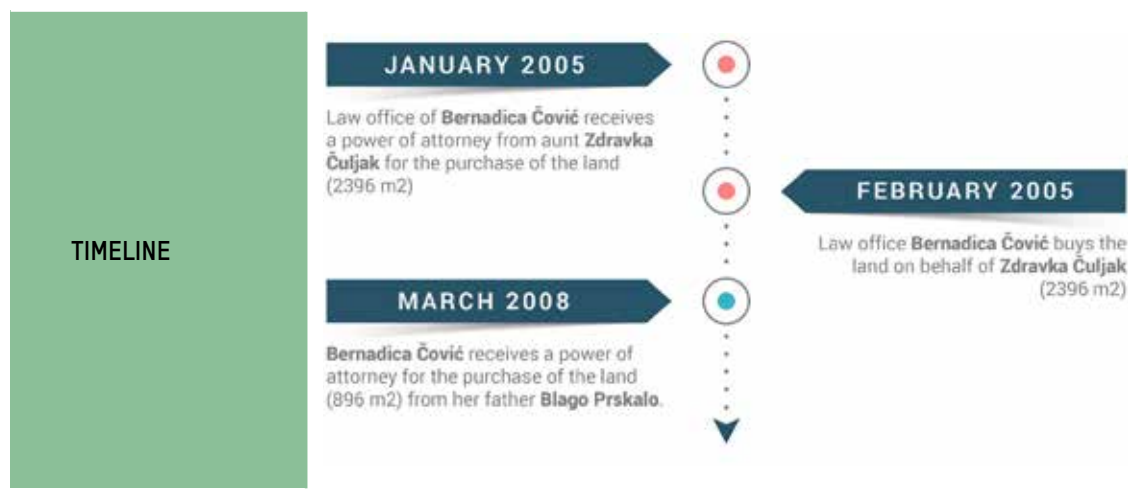 TIMELINE
JANUARY 2005
Law office of Bernadica Čović receives
a power of attorney from aunt Zdravka
Čuljak for the purchase of the land
(2396 m2)
FEBRUARY 2005
Law office Bernadica Čović buys the
land on behalf of Zdravka Čuljak
(2396 m2)
MARCH 2008
Bernadica Čović receives a power of
attorney for the purchase of the land
(896 m2) from her father Blago Prskalo.